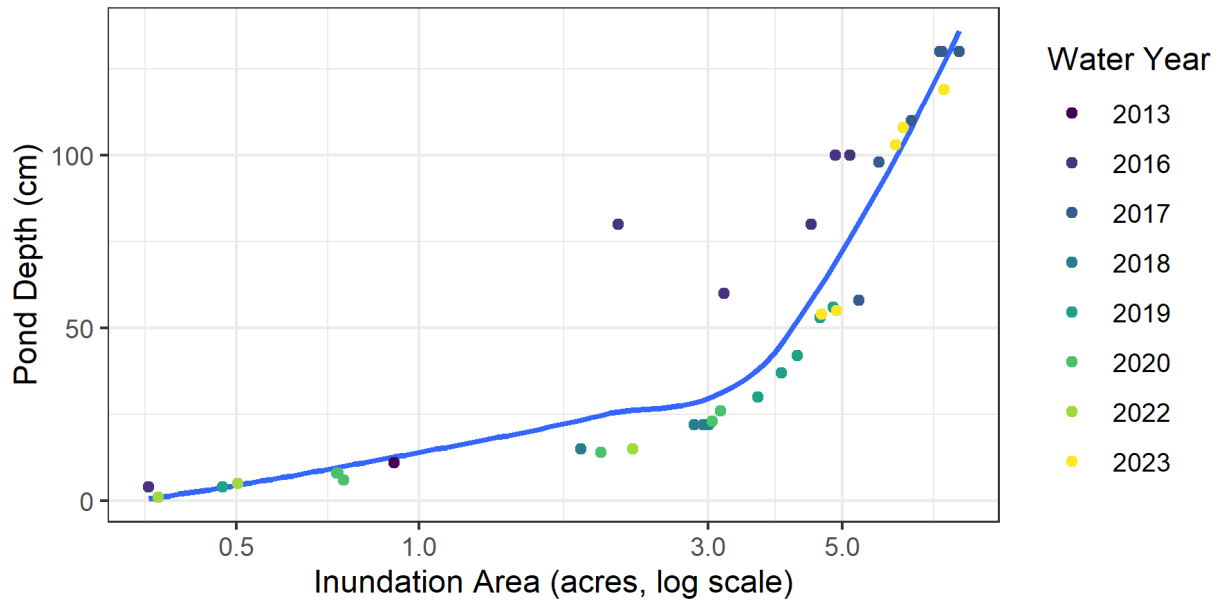 Pond Depth (cm)
100
50
0
0.5 1.0 3.0 5.0
Inundation Area (acres, log scale)
Water Year
2013
2016
2017
2018
2019
2020
2022
2023